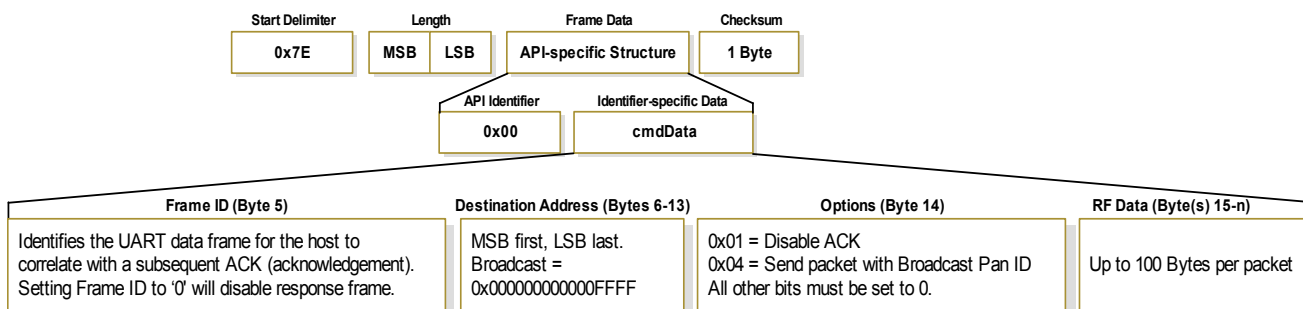 Start Delimiter Length Frame Data Checksum
0x7E MSB LSB API-specific Structure 1 Byte
API Identifier Identifier-specific Data
0x00 cmdData
Frame ID (Byte 5)
Identifies the UART data frame for the host to
correlate with a subsequent ACK (acknowledgement).
Setting Frame ID to ‘0’ will disable response frame.
Destination Address (Bytes 6-13)
MSB first, LSB last.
Broadcast =
0x000000000000FFFF
Options (Byte 14)
0x01 = Disable ACK
0x04 = Send packet with Broadcast Pan ID
All other bits must be set to 0.
RF Data (Byte(s) 15-n)
Up to 100 Bytes per packet